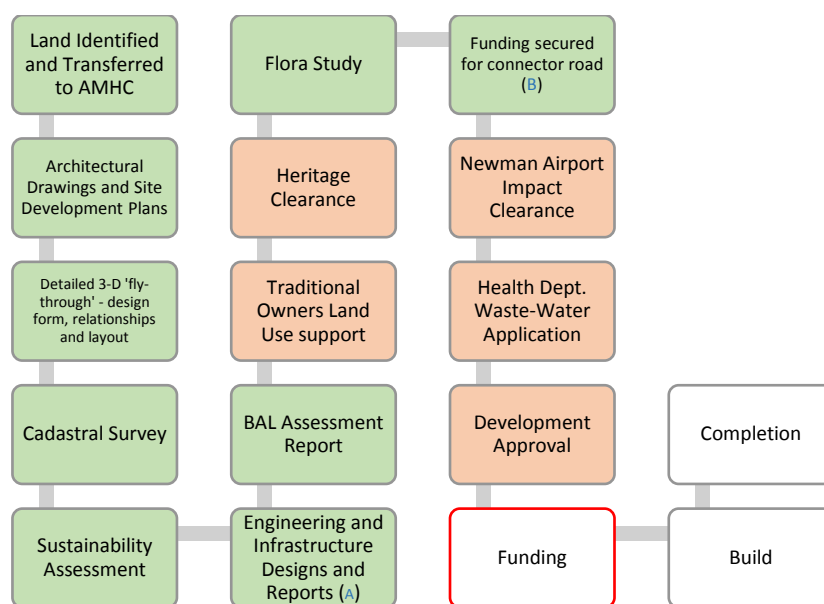 Land Identified
and Transferred
to AMHC
Architectural
Drawings and Site
Development Plans
Detailed 3-D 'fly-
through' - design
form, relationships
and layout
Cadastral Survey
Sustainability
Assessment
Engineering and
Infrastructure
Designs and
Reports (A)
BAL Assessment
Report
Traditional
Owners Land
Use support
Heritage
Clearance
Flora Study
Funding secured
for connector road
(B)
Newman Airport
Impact
Clearance
Health Dept.
Waste-Water
Application
Development
Approval
Funding
Build
Completion